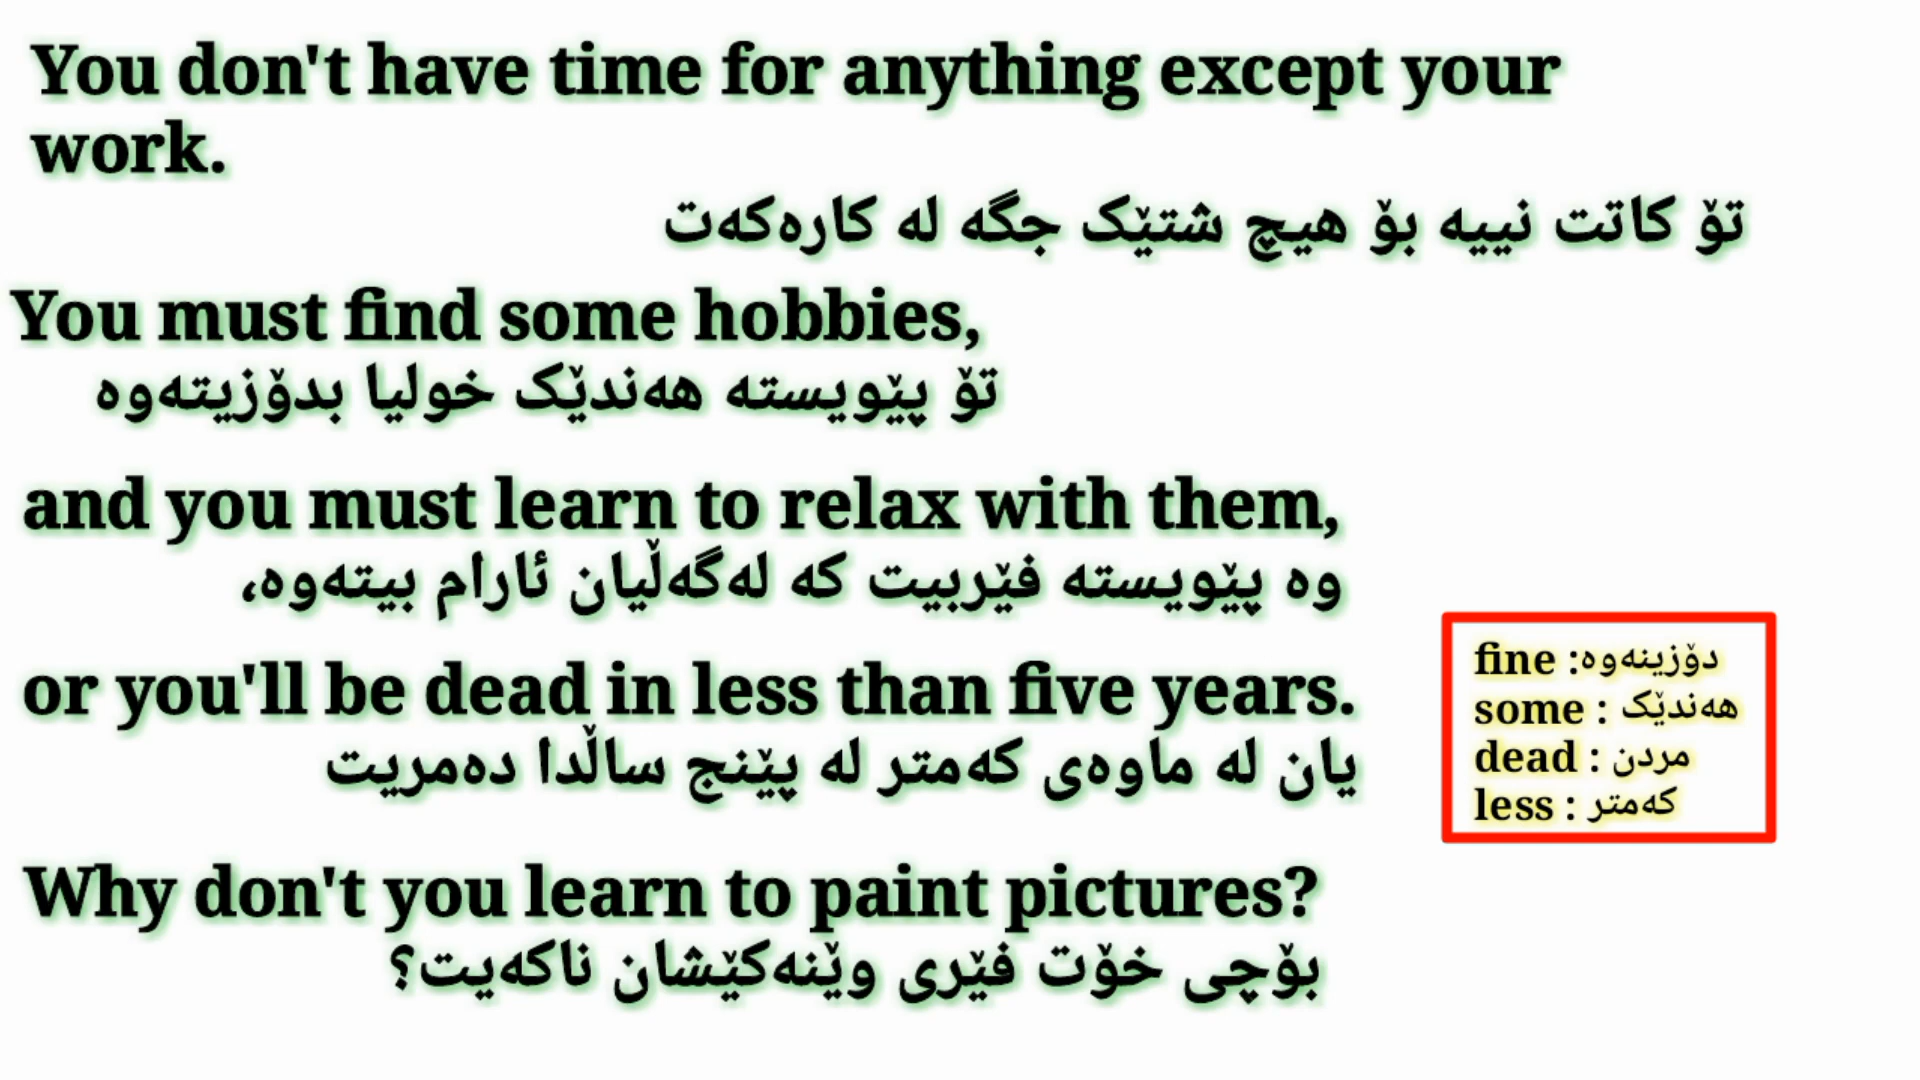 You don't have time for anything except your
work.
تۆ کاتت نییە بۆ هیچ شتێک جگە لە کارەکەت
You must find some hobbies,
تۆ پێویستە هەندێک خولیا بدۆزیتەوە
and you must learn to relax with them,
وە پێویستە فێربیت کە لەگەڵیان ئارام بیتەوە،
or you'll be dead in less than five years.
یان لە ماوەی کەمتر لە پێنج ساڵدا دەمریت
Why don't you learn to paint pictures?
بۆچی خۆت فێری وێنەکێشان ناکەیت؟
fine :دۆزینەوە:
some : هەندێک
dead : مردن
less : کەمتر